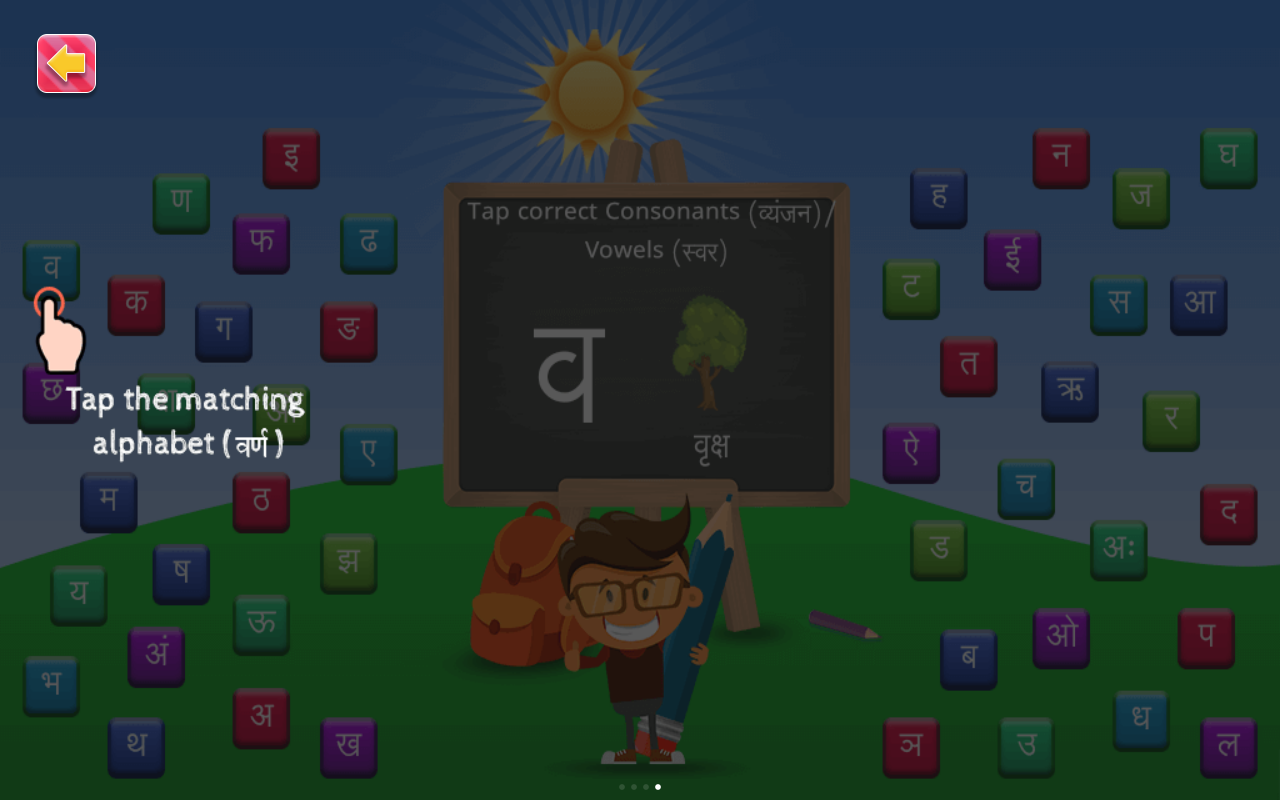 इ
ण
फ
ढ
व
क
ग
ङ
छ
Tap the matching
alphabet ( वर्ण )
ए
म
ठ
झ
ष
य
ऊ
अं
भ
अ
थ
ख
Tap correct Consonants (व्यंजन)/
Vowels (स्वर)
व
वृक्ष
न
घ
ह
ज
ई
ट
स
आ
त
ऋ
र
ऐ
च
द
ड
अः
ओ
प
ब
ध
ञ
उ
ल